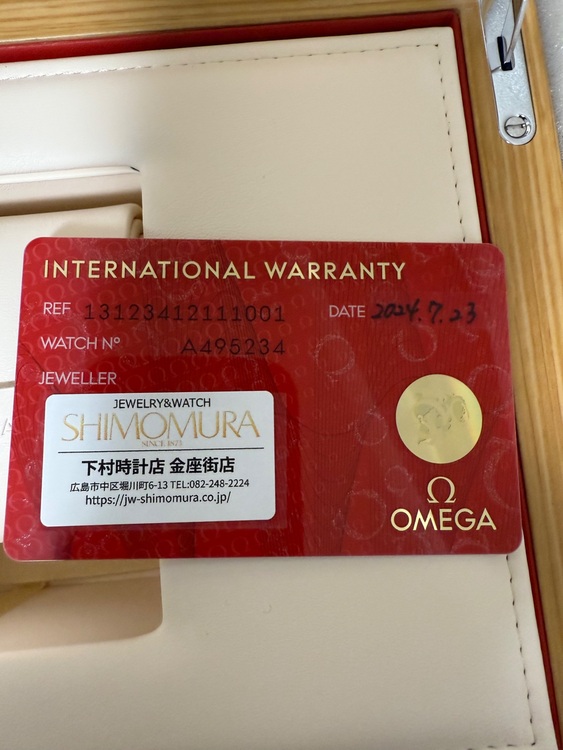 INTERNATIONAL WARRANTY
REF 13123412111001 DATE 2024.7.23
WATCH Nº A495234
JEWELLER
JEWELRY&WATCH
SHIMOMURA
SINCE 1873
下村時計店 金座街店
広島市中区堀川町6-13 TEL:082-248-2224
https://jw-shimomura.co.jp/
Ω
OMEGA